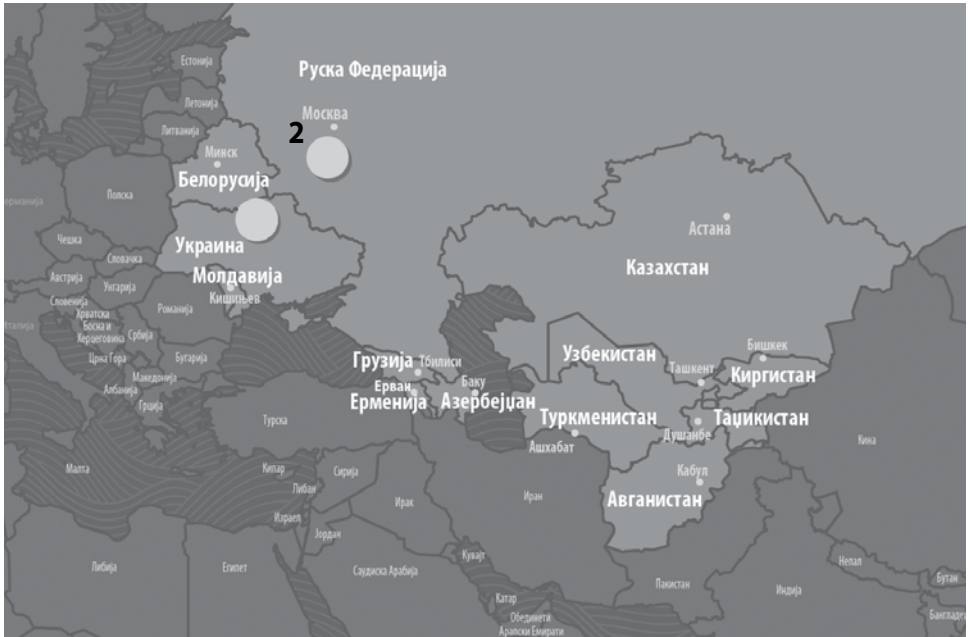 Естонија
Руска Федерација
Летонија
Москва
Литванија
2
Минск
Белорусија
Полска
ерманија
Астана
Чешка
Украина
Словачка
Казахстан
Австрија
Молдавија
Унгарија
Кишињев
Словенија
Романија
Хрватска
Италија
Босна и
Херцеговина
Србија
Бишкек
Црна Гора
Бугарија
Грузија
Тбилиси
Узбекистан
Ташкент
Киргистан
Македонија
Албанија
Ерван
Баку
Грција
Ерменија
Азербејџан
Турска
Туркменистан
Таџикистан
Душанбе
Ашхабат
Кина
Малта
Кипар
Сирија
Кабул
Либан
Ирак
Иран
Авганистан
Израел
Јордан
Либија
Египет
Саудиска Арабија
Кувајт
Непал
Пакистан
Индија
Бутан
Катар
Обединети
Арапски Емирати
Бангладе